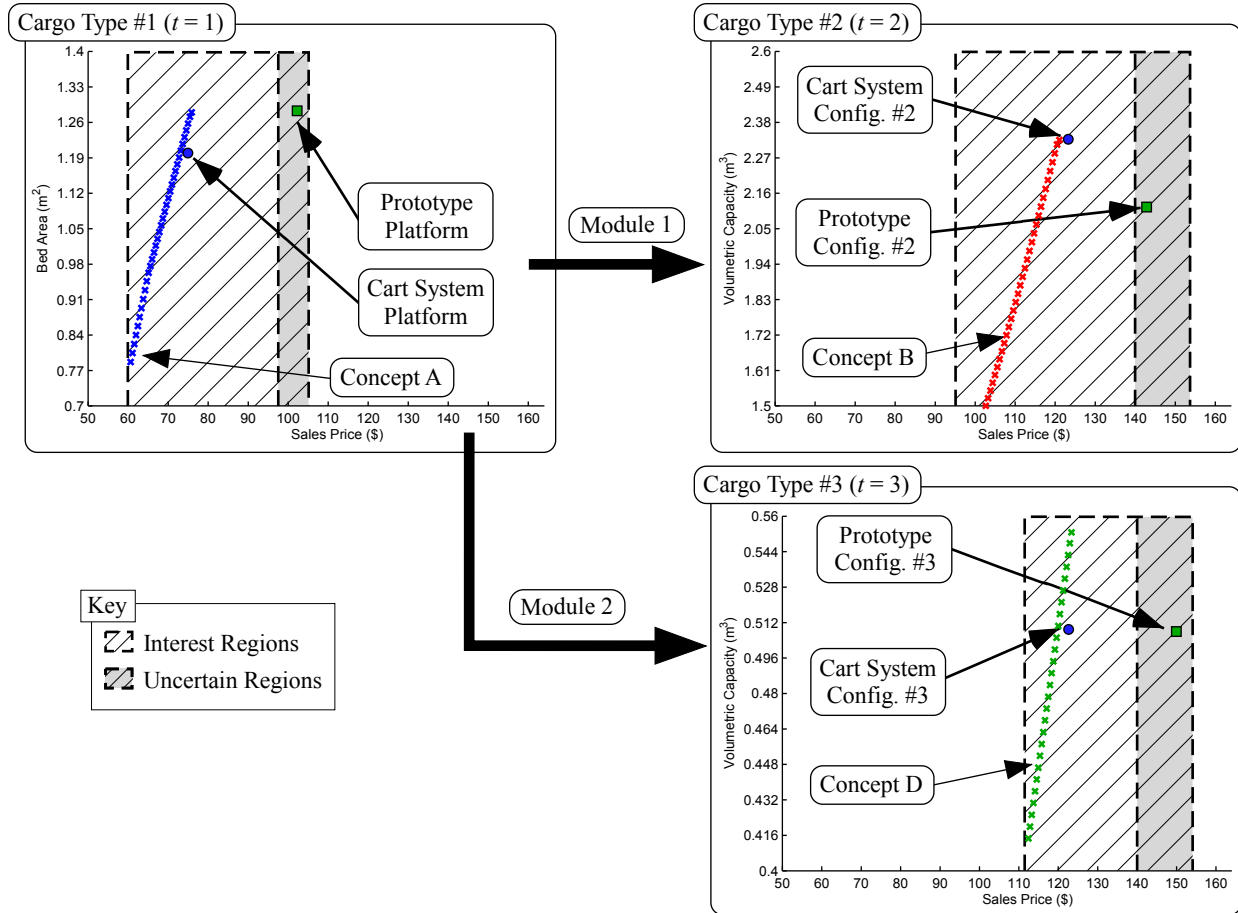 Cargo Type #1 (t = 1)
1.4
1.33
1.26
1.19
1.12
1.05
0.98
0.91
0.84
0.77
0.7
Bed Area (m²)
50 60 70 80 90 100 110 120 130 140 150 160
Sales Price ($)
Prototype
Platform
Cart System
Platform
Concept A
Module 1
Cargo Type #2 (t = 2)
2.6
2.49
2.38
2.27
2.16
2.05
1.94
1.83
1.72
1.61
1.5
Volumetric Capacity (m³)
50 60 70 80 90 100 110 120 130 140 150 160
Sales Price ($)
Cart System
Config. #2
Prototype
Config. #2
Concept B
Module 2
Cargo Type #3 (t = 3)
0.56
0.544
0.528
0.512
0.496
0.48
0.464
0.448
0.432
0.416
0.4
Volumetric Capacity (m³)
50 60 70 80 90 100 110 120 130 140 150 160
Sales Price ($)
Prototype
Config. #3
Cart System
Config. #3
Concept D
Key
Interest Regions
Uncertain Regions